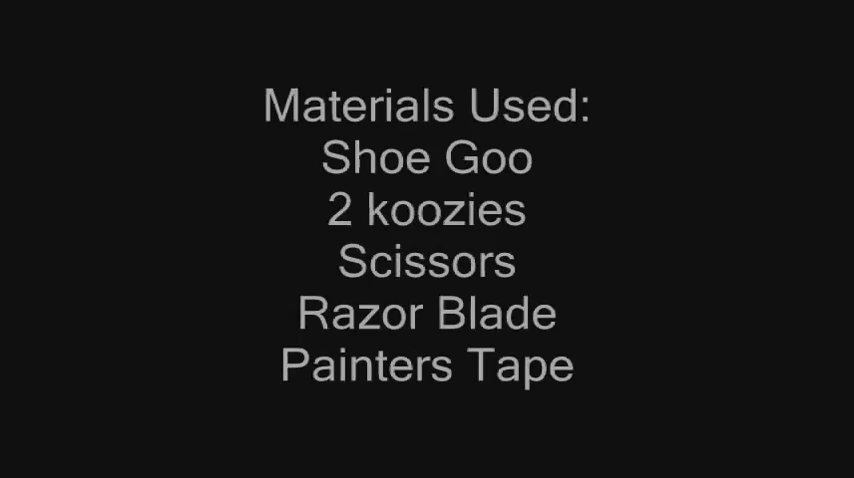 Materials Used:
Shoe Goo
2 koozies
Scissors
Razor Blade
Painters Tape